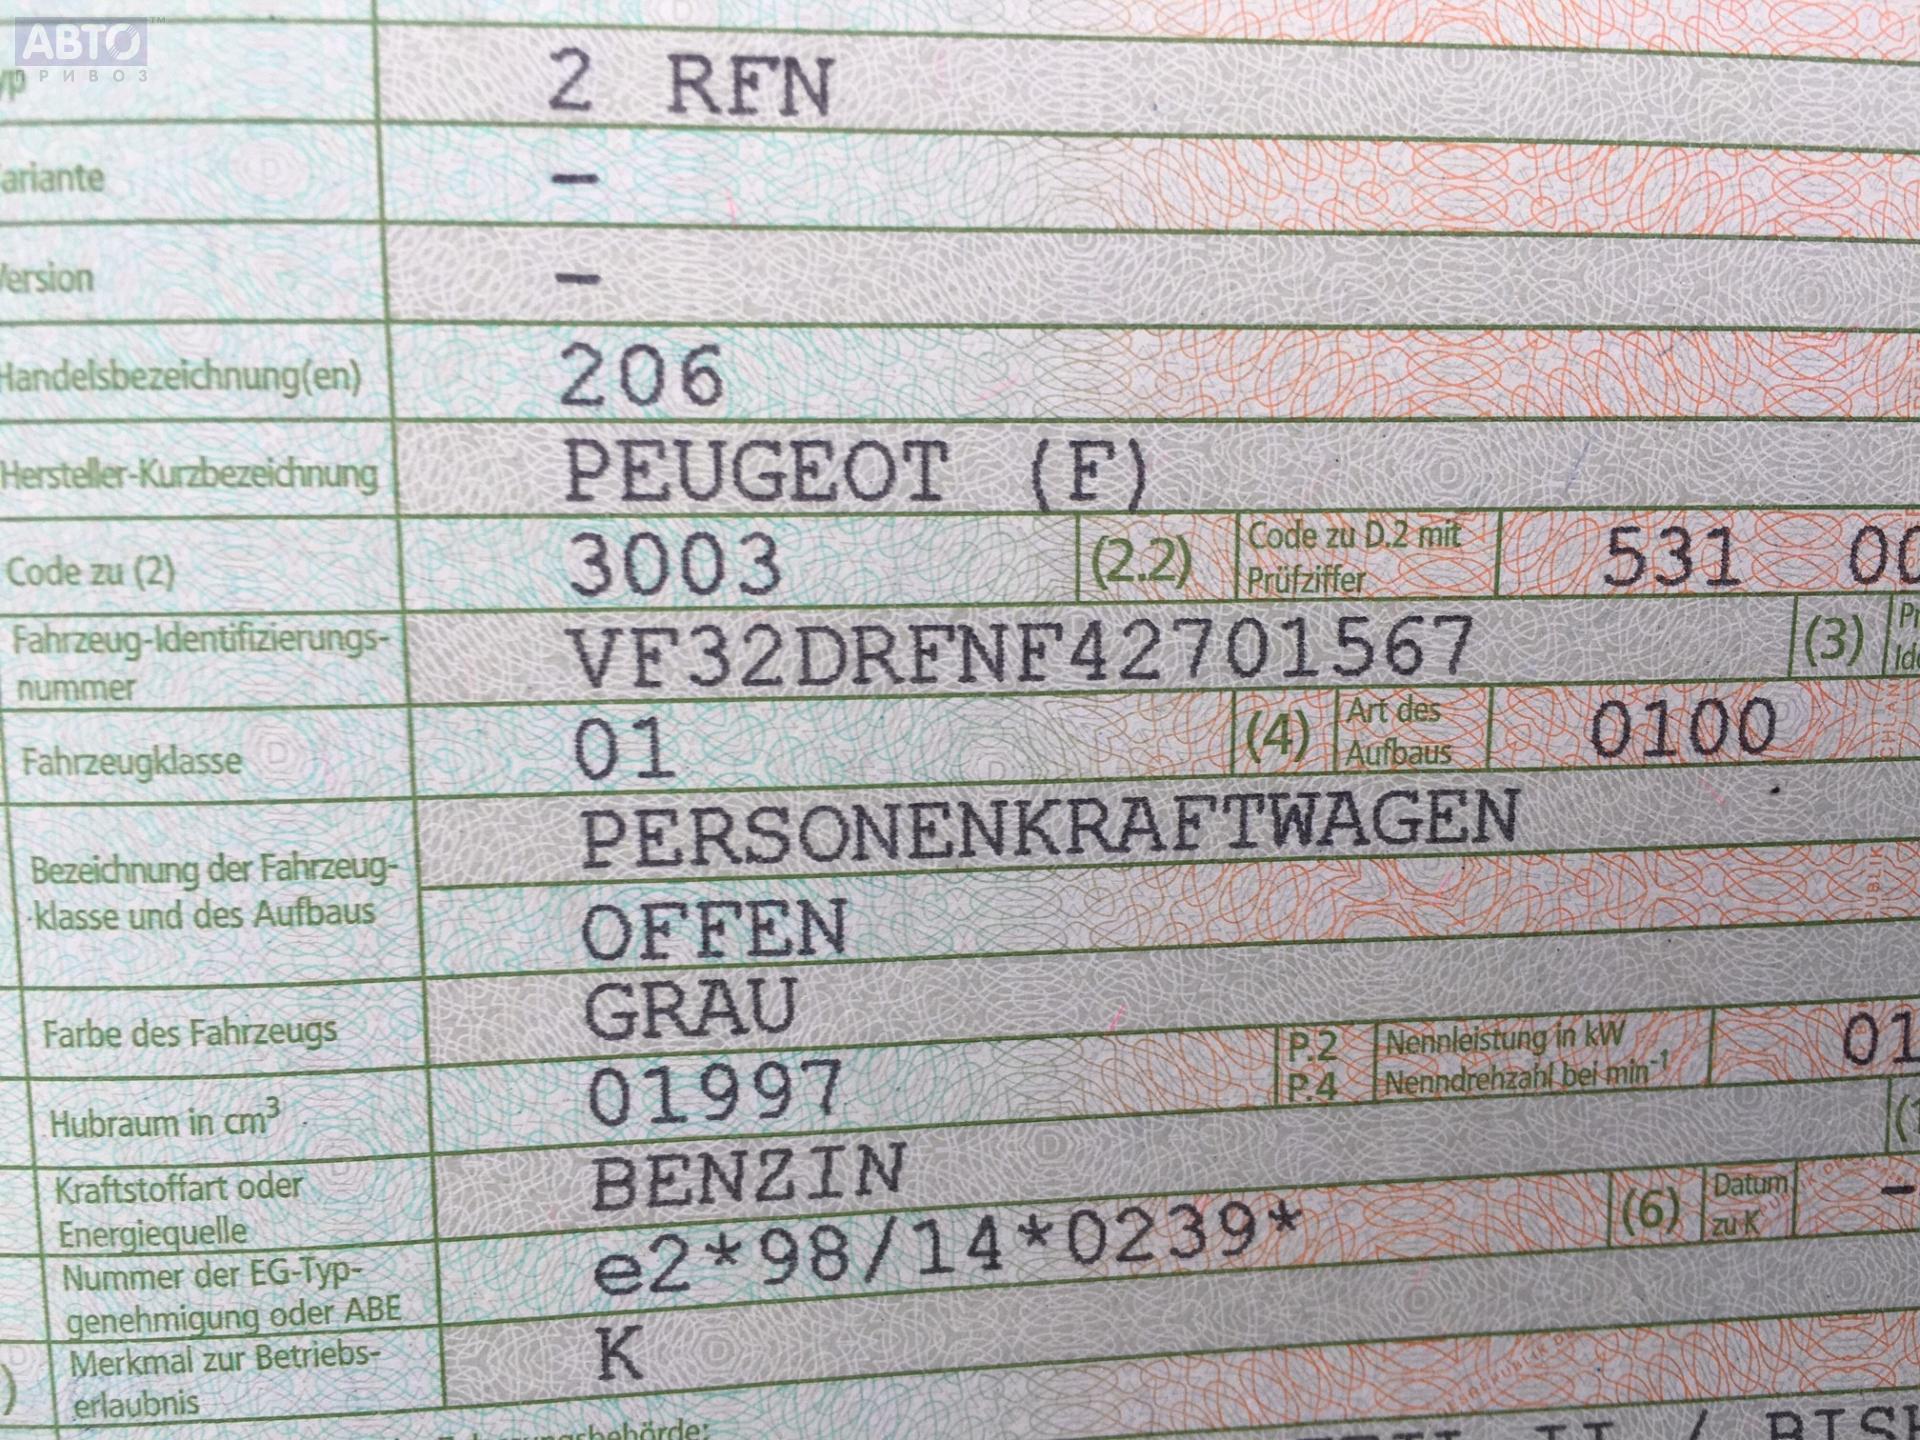 АВТО™
ПРИВОЗ
yp 2 RFN
ariante –
Version –
Handelsbezeichnung(en) 206
Hersteller-Kurzbezeichnung PEUGEOT (F)
Code zu (2) 3003 (2.2) Code zu D.2 mit Prüfziffer 531 00
Fahrzeug-Identifizierungs-
nummer VF32DRFNF42701567 (3)
Fahrzeugklasse 01 (4) Art des Aufbaus 0100
Bezeichnung der Fahrzeug-
klasse und des Aufbaus
PERSONENKRAFTWAGEN
OFFEN
Farbe des Fahrzeugs GRAU
Hubraum in cm³ 01997 P.2 P.4 Nennleistung in kW Nenndrehzahl bei min⁻¹ 01
Kraftstoffart oder
Energiequelle BENZIN
Nummer der EG-Typ-
genehmigung oder ABE e2*98/14*0239* (6) Datum zu K –
Merkmal zur Betriebs-
erlaubnis K